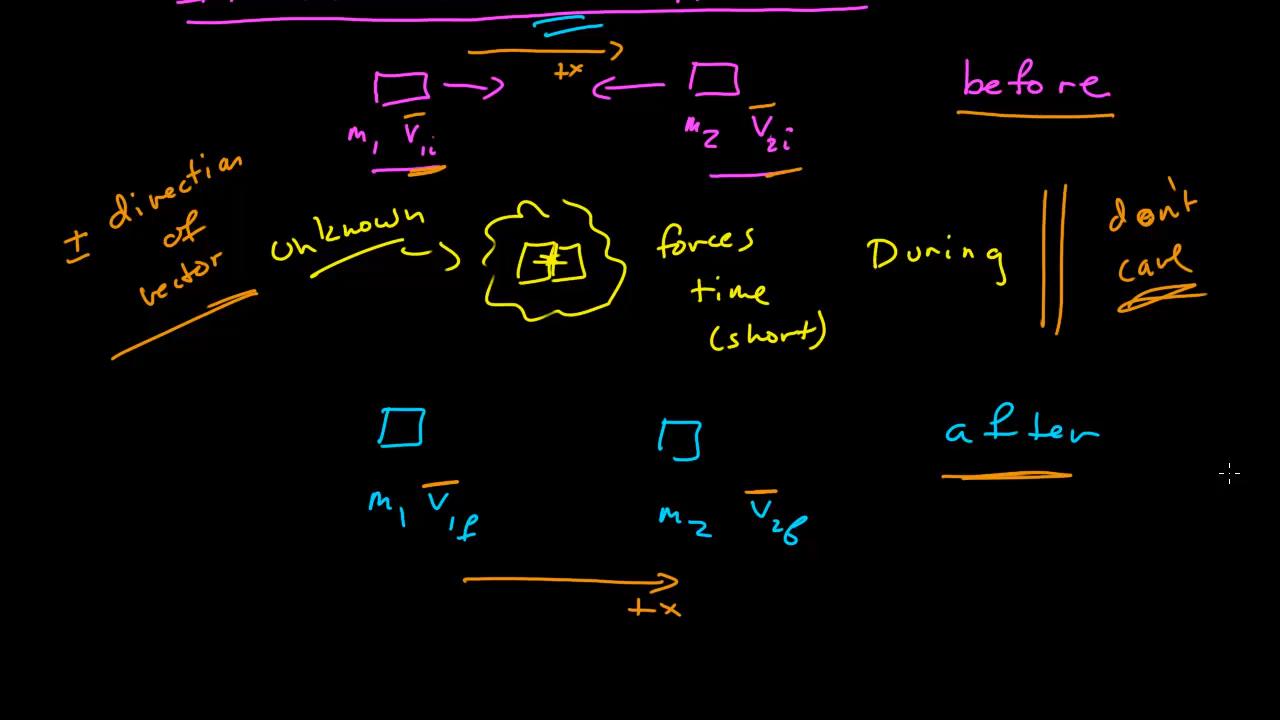 +x
before
m1 v1i
m2 v2i
± direction
of
vector
unknown
forces
time
(short)
During
don't
care
after
m1 v1f
m2 v2f
+x